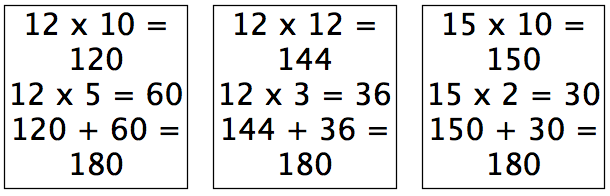 12 x 10 =
120
12 x 5 = 60
120 + 60 =
180
12 x 12 =
144
12 x 3 = 36
144 + 36 =
180
15 x 10 =
150
15 x 2 = 30
150 + 30 =
180